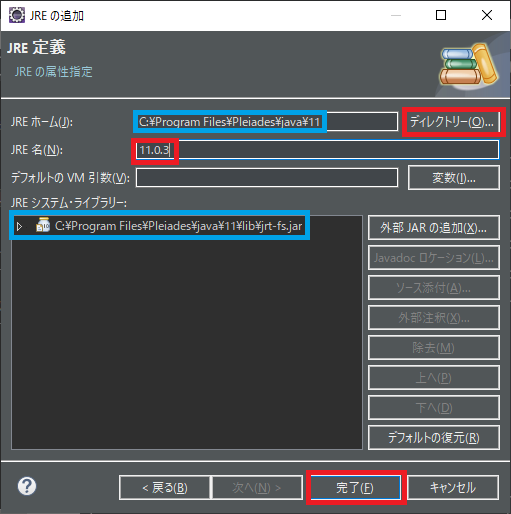 JRE の追加
JRE 定義
JRE の属性指定
JRE ホーム(J):
C:¥Program Files¥Pleiades¥java¥11
ディレクトリー(O)...
JRE 名(N):
11.0.3
デフォルトの VM 引数(V):
変数(I)...
JRE システム・ライブラリー:
C:¥Program Files¥Pleiades¥java¥11¥lib¥jrt-fs.jar
外部 JAR の追加(X)...
Javadoc ロケーション(L)...
ソース添付(A)...
外部注釈(X)...
除去(M)
上へ(P)
下へ(D)
デフォルトの復元(R)
?
< 戻る(B)
次へ(N) >
完了(F)
キャンセル